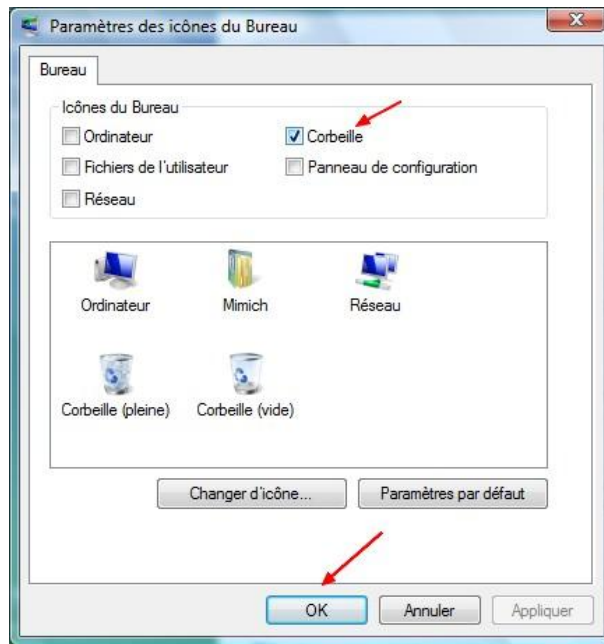 Paramètres des icônes du Bureau
Bureau
Icônes du Bureau
Ordinateur
Corbeille
Fichiers de l'utilisateur
Panneau de configuration
Réseau
Ordinateur
Mimich
Réseau
Corbeille (pleine)
Corbeille (vide)
Changer d'icône...
Paramètres par défaut
OK
Annuler
Appliquer